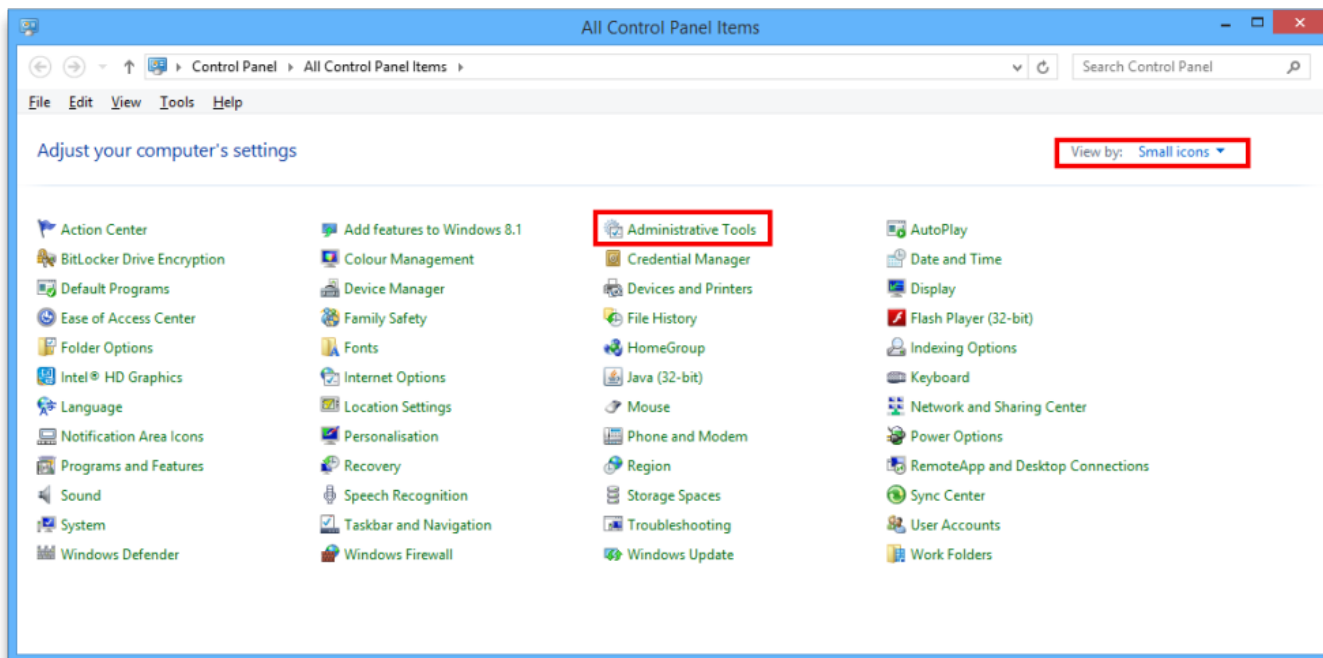 All Control Panel Items
Control Panel All Control Panel Items Search Control Panel
File Edit View Tools Help
Adjust your computer's settings View by: Small icons
Action Center Add features to Windows 8.1 Administrative Tools AutoPlay
BitLocker Drive Encryption Colour Management Credential Manager Date and Time
Default Programs Device Manager Devices and Printers Display
Ease of Access Center Family Safety File History Flash Player (32-bit)
Folder Options Fonts HomeGroup Indexing Options
Intel® HD Graphics Internet Options Java (32-bit) Keyboard
Language Location Settings Mouse Network and Sharing Center
Notification Area Icons Personalisation Phone and Modem Power Options
Programs and Features Recovery Region RemoteApp and Desktop Connections
Sound Speech Recognition Storage Spaces Sync Center
System Taskbar and Navigation Troubleshooting User Accounts
Windows Defender Windows Firewall Windows Update Work Folders